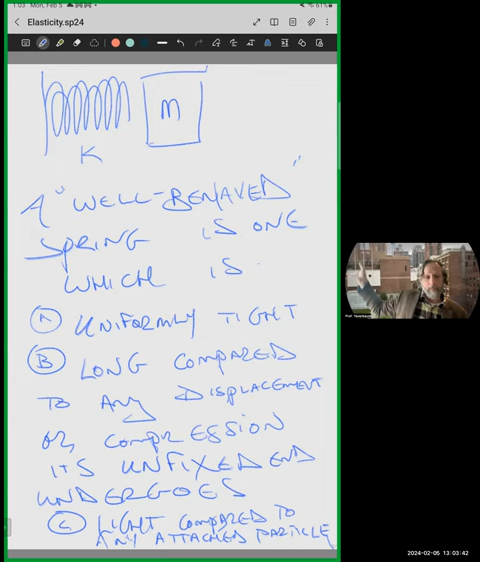 1:03 Mon, Feb 5
61%
Elasticity.sp24
m
K
A "WELL-BEHAVED"
SPRING IS ONE
WHICH IS
(A) UNIFORMLY TIGHT
(B) LONG COMPARED
TO ANY DISPLACEMENT
OR COMPRESSION
ITS UNFIXED END
UNDERGOES
(C) LIGHT COMPARED TO
ANY ATTACHED PARTICLE
2024-02-05 13:03:42